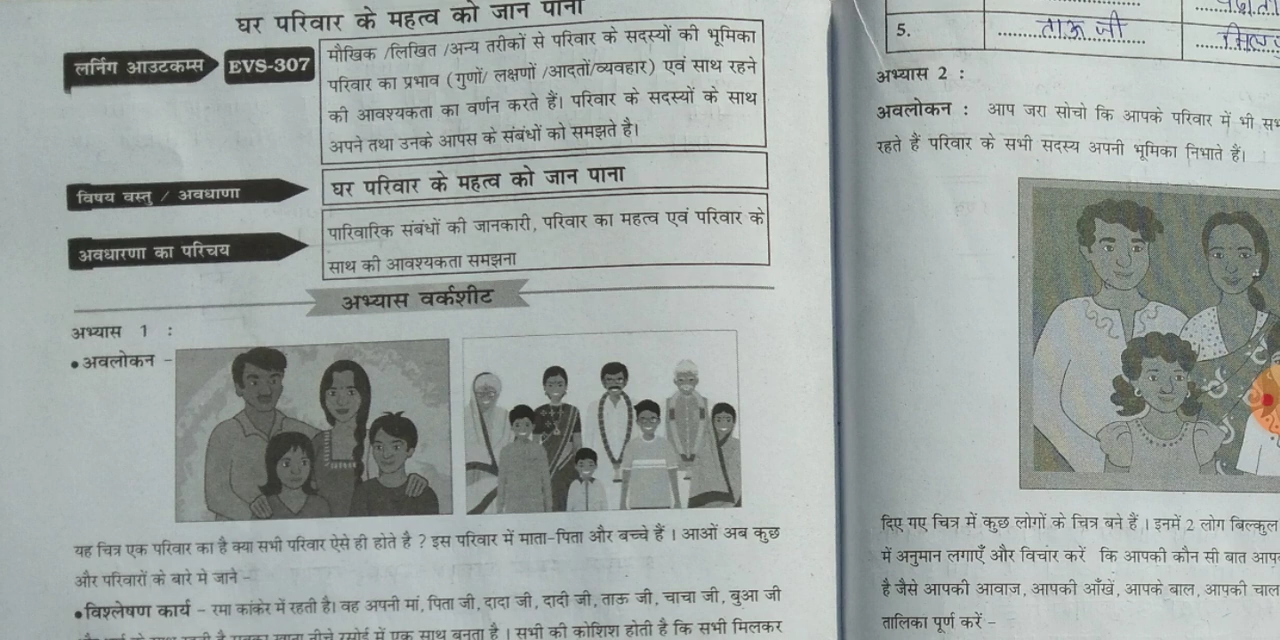 घर परिवार के महत्व को जान पाना
लर्निंग आउटकम्स
EVS-307
मौखिक /लिखित /अन्य तरीकों से परिवार के सदस्यों की भूमिका
परिवार का प्रभाव (गुणों/ लक्षणों /आदतों/व्यवहार) एवं साथ रहने
की आवश्यकता का वर्णन करते हैं। परिवार के सदस्यों के साथ
अपने तथा उनके आपस के संबंधों को समझते है।
विषय वस्तु / अवधाणा
घर परिवार के महत्व को जान पाना
अवधारणा का परिचय
पारिवारिक संबंधों की जानकारी, परिवार का महत्व एवं परिवार के
साथ की आवश्यकता समझना
अभ्यास वर्कशीट
अभ्यास 1 :
• अवलोकन –
यह चित्र एक परिवार का है क्या सभी परिवार ऐसे ही होते है ? इस परिवार में माता-पिता और बच्चे हैं । आओं अब कुछ
और परिवारों के बारे मे जाने –
• विश्लेषण कार्य – रमा कांकेर में रहती है। वह अपनी मां, पिता जी, दादा जी, दादी जी, ताऊ जी, चाचा जी, बुआ जी
में एक साथ बनता है । सभी की कोशिश होती है कि सभी मिलकर
5.
ताऊ जी
अभ्यास 2 :
अवलोकन : आप जरा सोचो कि आपके परिवार में भी
रहते हैं परिवार के सभी सदस्य अपनी भूमिका निभाते हैं।
दिए गए चित्र में कुछ लोगों के चित्र बने हैं । इनमें 2 लोग बिल्कुल
में अनुमान लगाएँ और विचार करें कि आपकी कौन सी बात
है जैसे आपकी आवाज, आपकी आँखें, आपके बाल, आपकी चाल
तालिका पूर्ण करें –